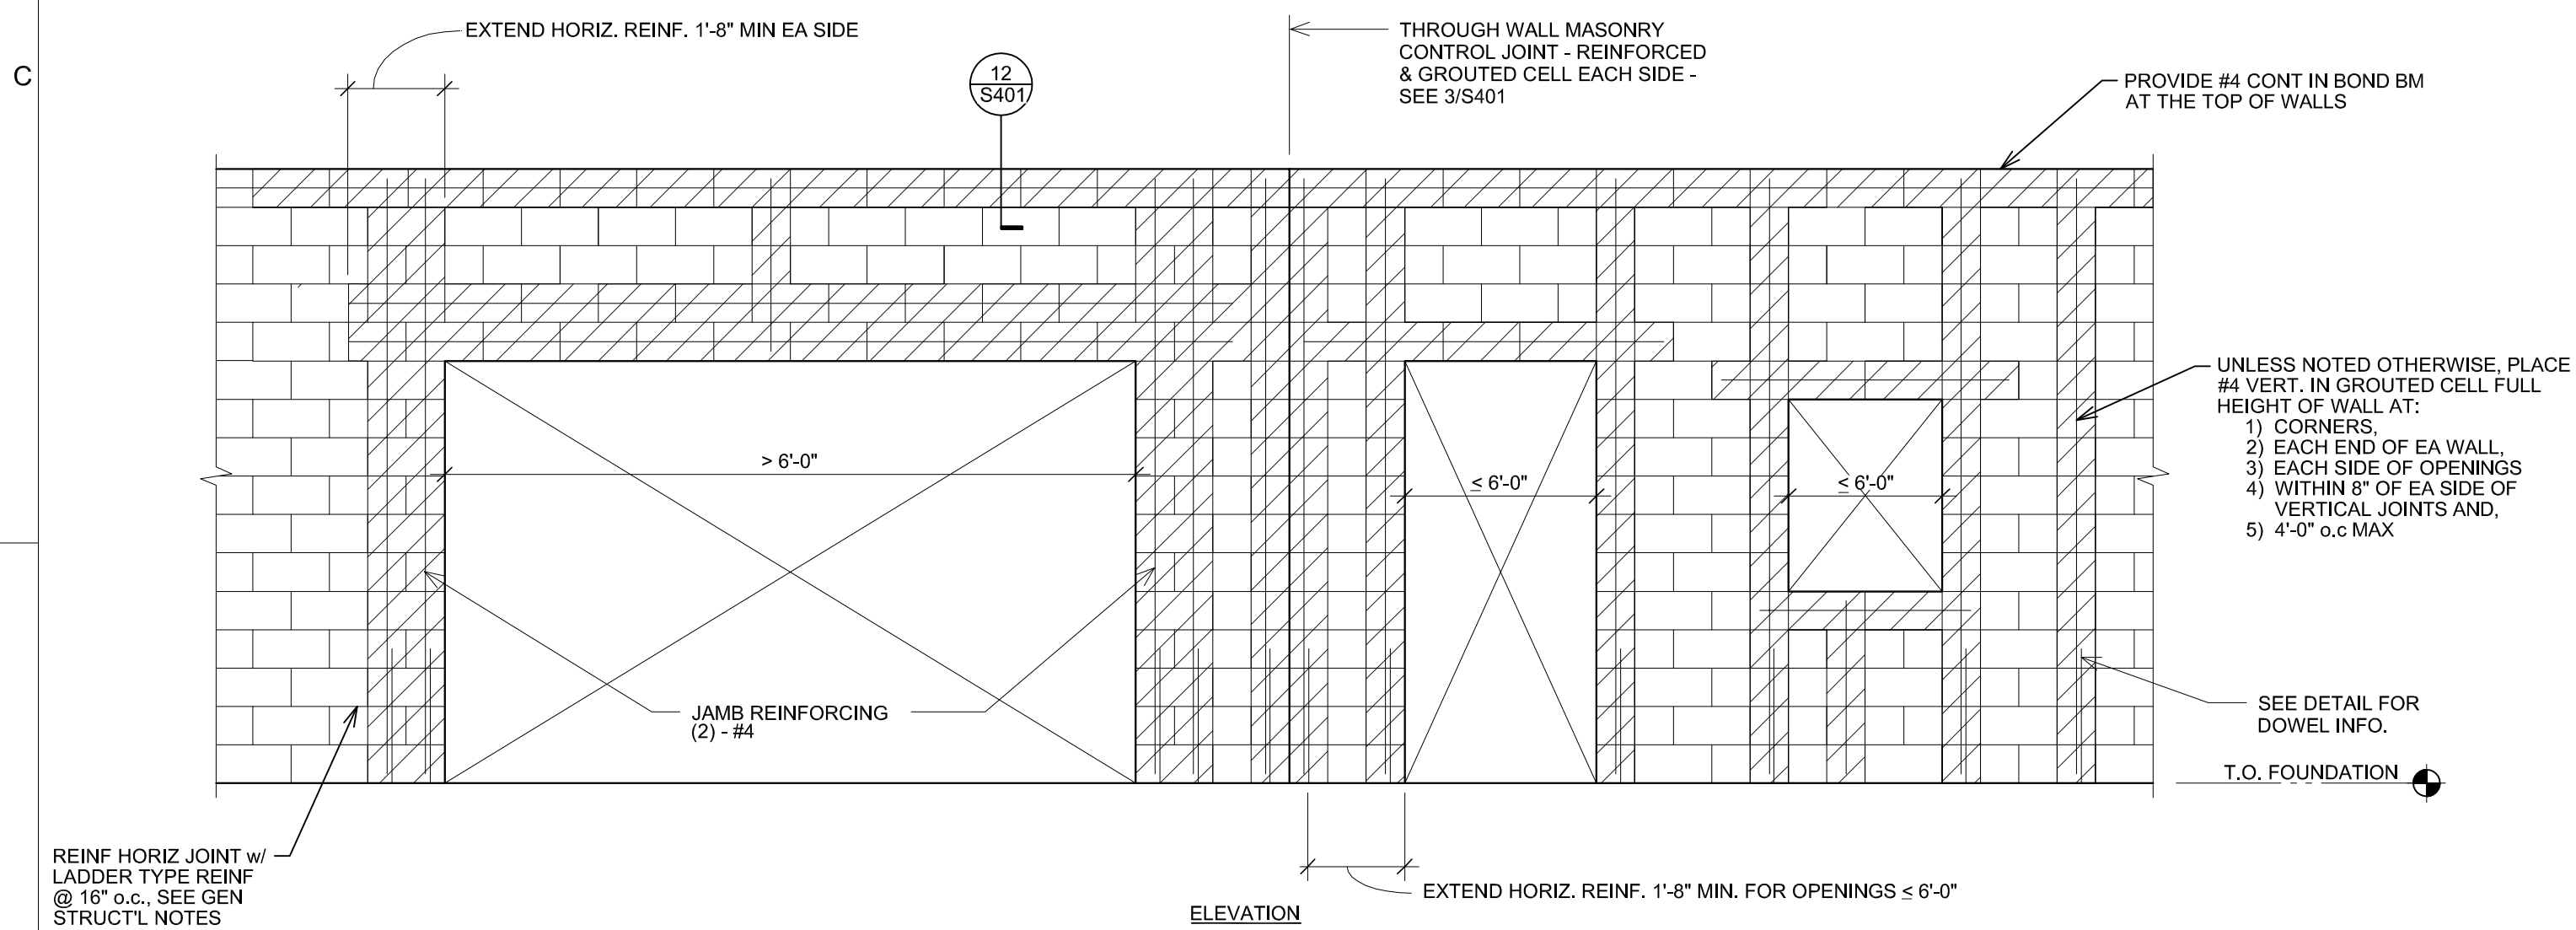 EXTEND HORIZ. REINF. 1'-8" MIN EA SIDE
THROUGH WALL MASONRY
CONTROL JOINT - REINFORCED
& GROUTED CELL EACH SIDE -
SEE 3/S401
C
12
S401
PROVIDE #4 CONT IN BOND BM
AT THE TOP OF WALLS
UNLESS NOTED OTHERWISE, PLACE
#4 VERT. IN GROUTED CELL FULL
HEIGHT OF WALL AT:
1) CORNERS,
2) EACH END OF EA WALL,
3) EACH SIDE OF OPENINGS
4) WITHIN 8" OF EA SIDE OF
VERTICAL JOINTS AND,
5) 4'-0" o.c MAX
> 6'-0"
≤ 6'-0"
≤ 6'-0"
JAMB REINFORCING
(2) - #4
SEE DETAIL FOR
DOWEL INFO.
T.O. FOUNDATION
REINF HORIZ JOINT w/
LADDER TYPE REINF
@ 16" o.c., SEE GEN
STRUCT'L NOTES
EXTEND HORIZ. REINF. 1'-8" MIN. FOR OPENINGS ≤ 6'-0"
ELEVATION